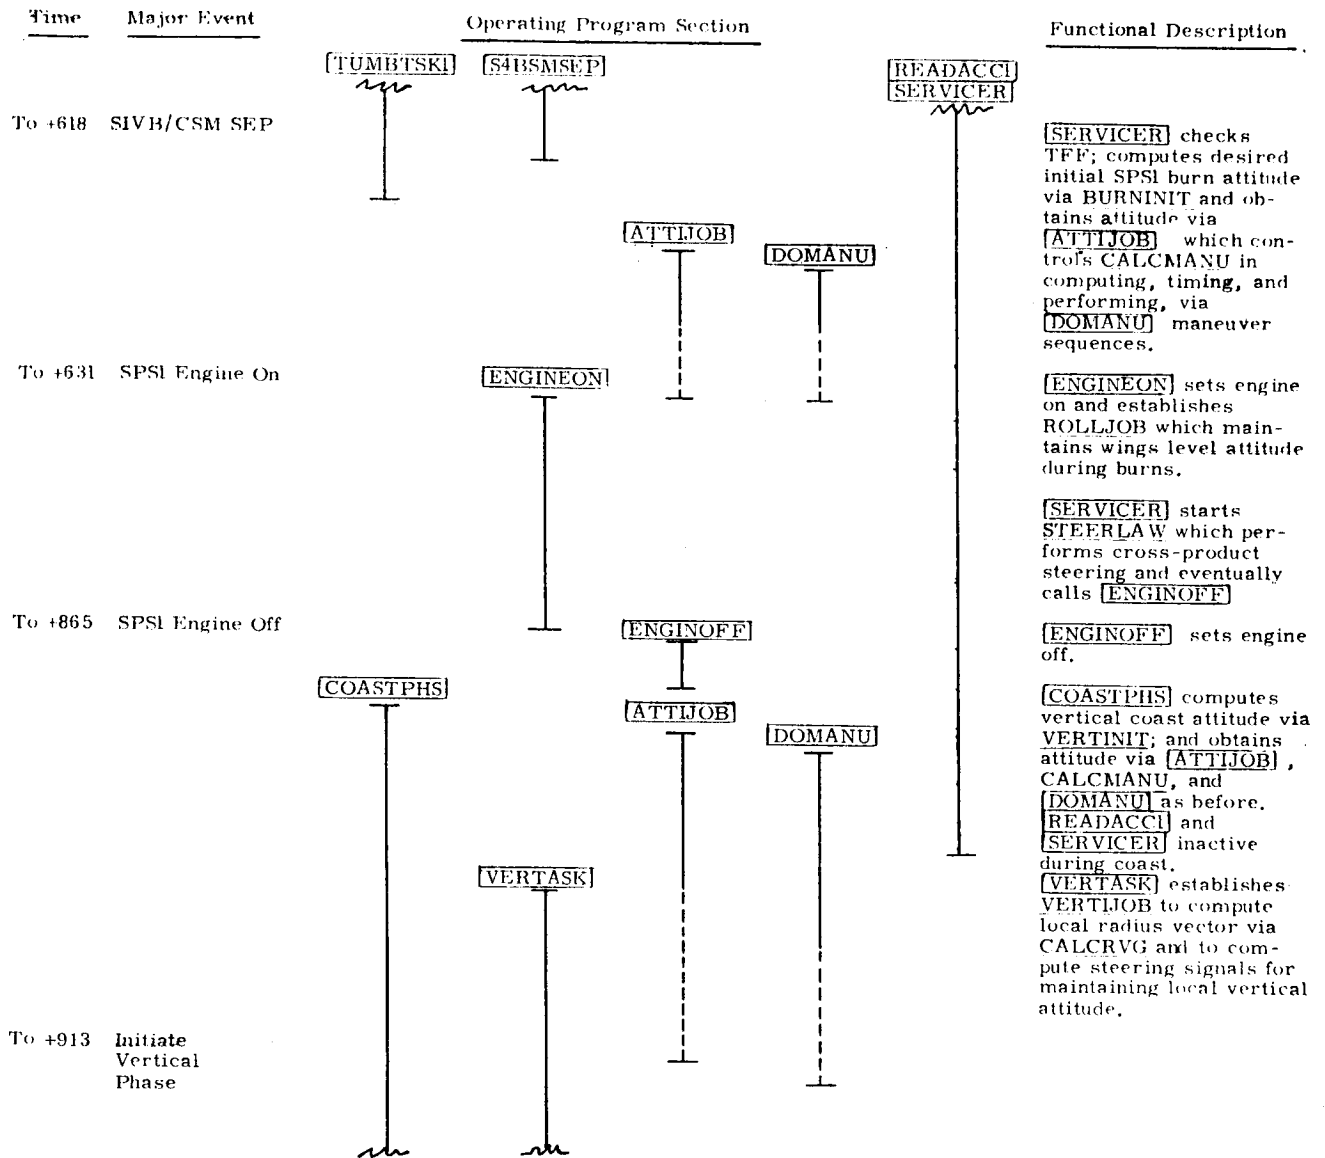 Time Major Event Operating Program Section Functional Description
TUMBTSK1 S4BSMSEP READACC1
SERVICER
To +618 SIVB/CSM SEP
SERVICER checks
TFF; computes desired
initial SPS1 burn attitude
via BURNINIT and ob-
tains attitude via
ATTIJOB which con-
trols CALCMANU in
computing, timing, and
performing, via
DOMANU maneuver
sequences.
ATTIJOB
DOMANU
To +631 SPS1 Engine On ENGINEON
ENGINEON sets engine
on and establishes
ROLLJOB which main-
tains wings level attitude
during burns.
SERVICER starts
STEERLAW which per-
forms cross-product
steering and eventually
calls ENGINOFF
To +865 SPS1 Engine Off ENGINOFF
ENGINOFF sets engine
off.
COASTPHS
ATTIJOB
DOMANU
COASTPHS computes
vertical coast attitude via
VERTINIT; and obtains
attitude via ATTIJOB ,
CALCMANU, and
DOMANU as before.
READACC1 and
SERVICER inactive
during coast.
VERTASK
VERTASK establishes
VERTIJOB to compute
local radius vector via
CALCRVG and to com-
pute steering signals for
maintaining local vertical
attitude.
To +913 Initiate
Vertical
Phase